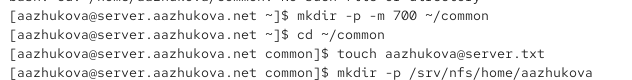 [aazhukova@server.aazhukova.net ~]$ mkdir -p -m 700 ~/common
[aazhukova@server.aazhukova.net ~]$ cd ~/common
[aazhukova@server.aazhukova.net common]$ touch aazhukova@server.txt
[aazhukova@server.aazhukova.net common]$ mkdir -p /srv/nfs/home/aazhukova